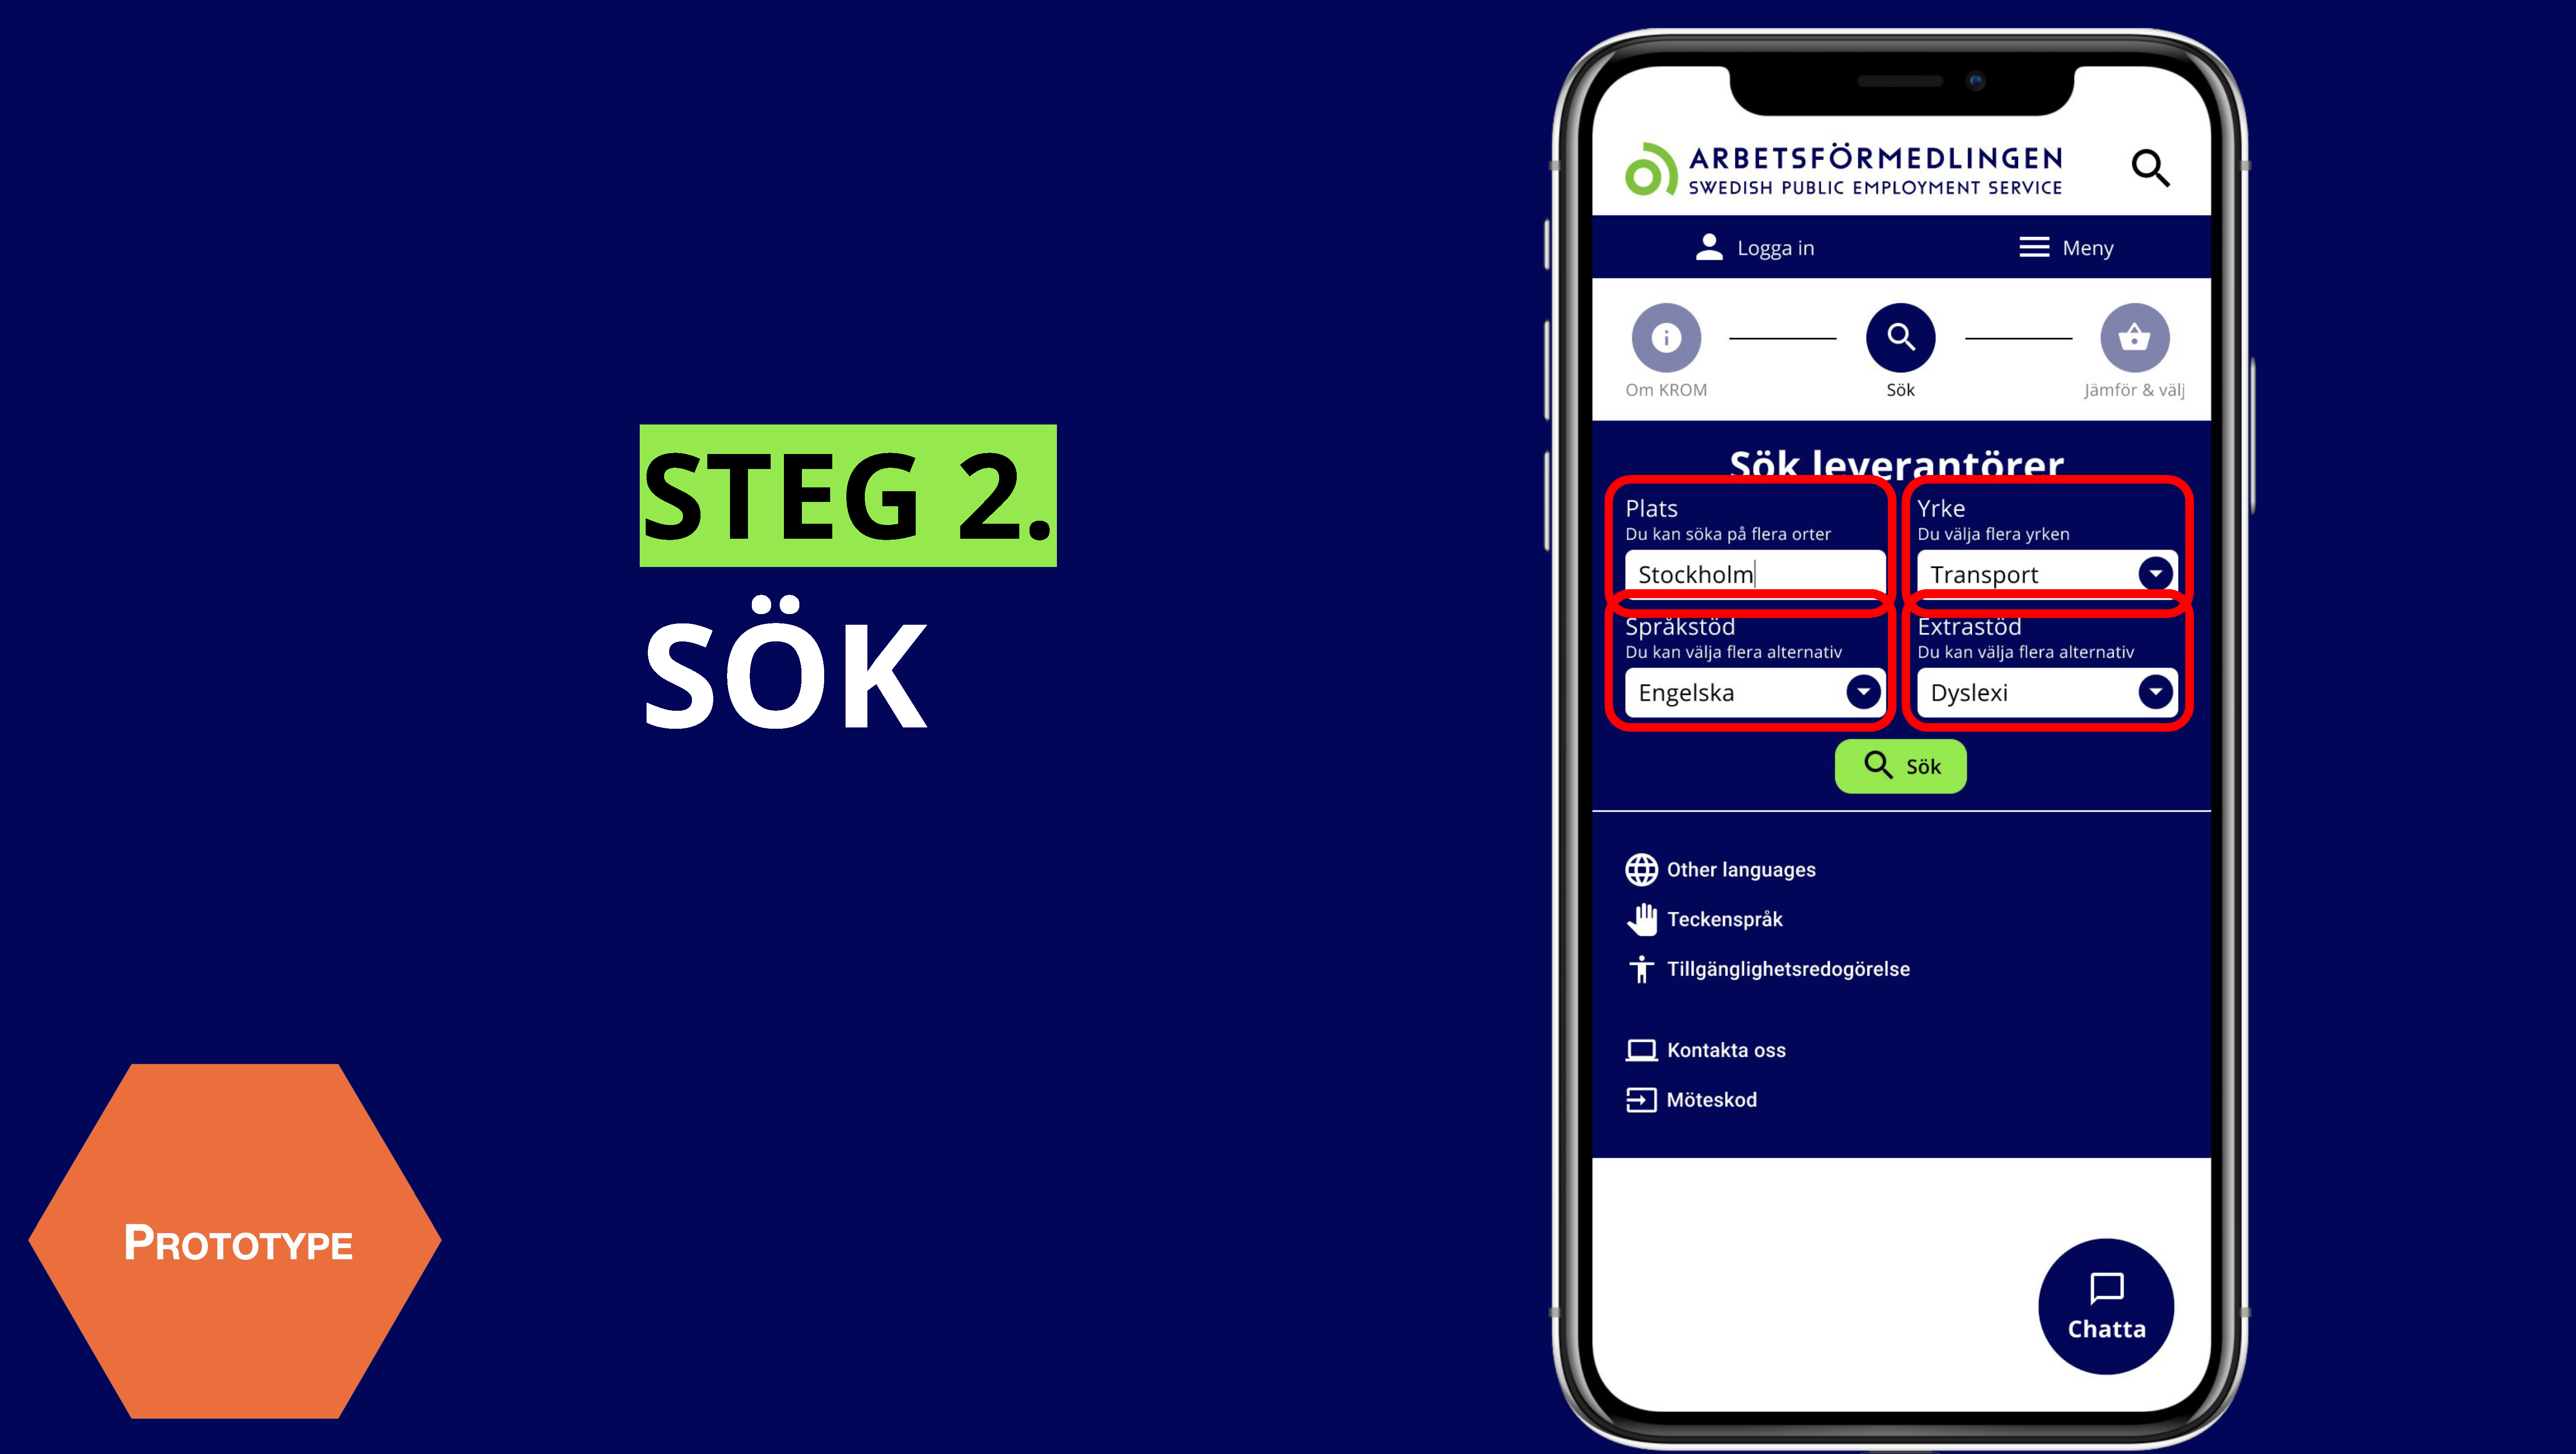 STEG 2.
SÖK
PROTOTYPE
ARBETSFÖRMEDLINGEN
SWEDISH PUBLIC EMPLOYMENT SERVICE
Logga in
Meny
Om KROM
Sök
Jämför & välj
Sök leverantörer
Plats
Du kan söka på flera orter
Stockholm
Yrke
Du välja flera yrken
Transport
Språkstöd
Du kan välja flera alternativ
Engelska
Extrastöd
Du kan välja flera alternativ
Dyslexi
Sök
Other languages
Teckenspråk
Tillgänglighetsredogörelse
Kontakta oss
Möteskod
Chatta